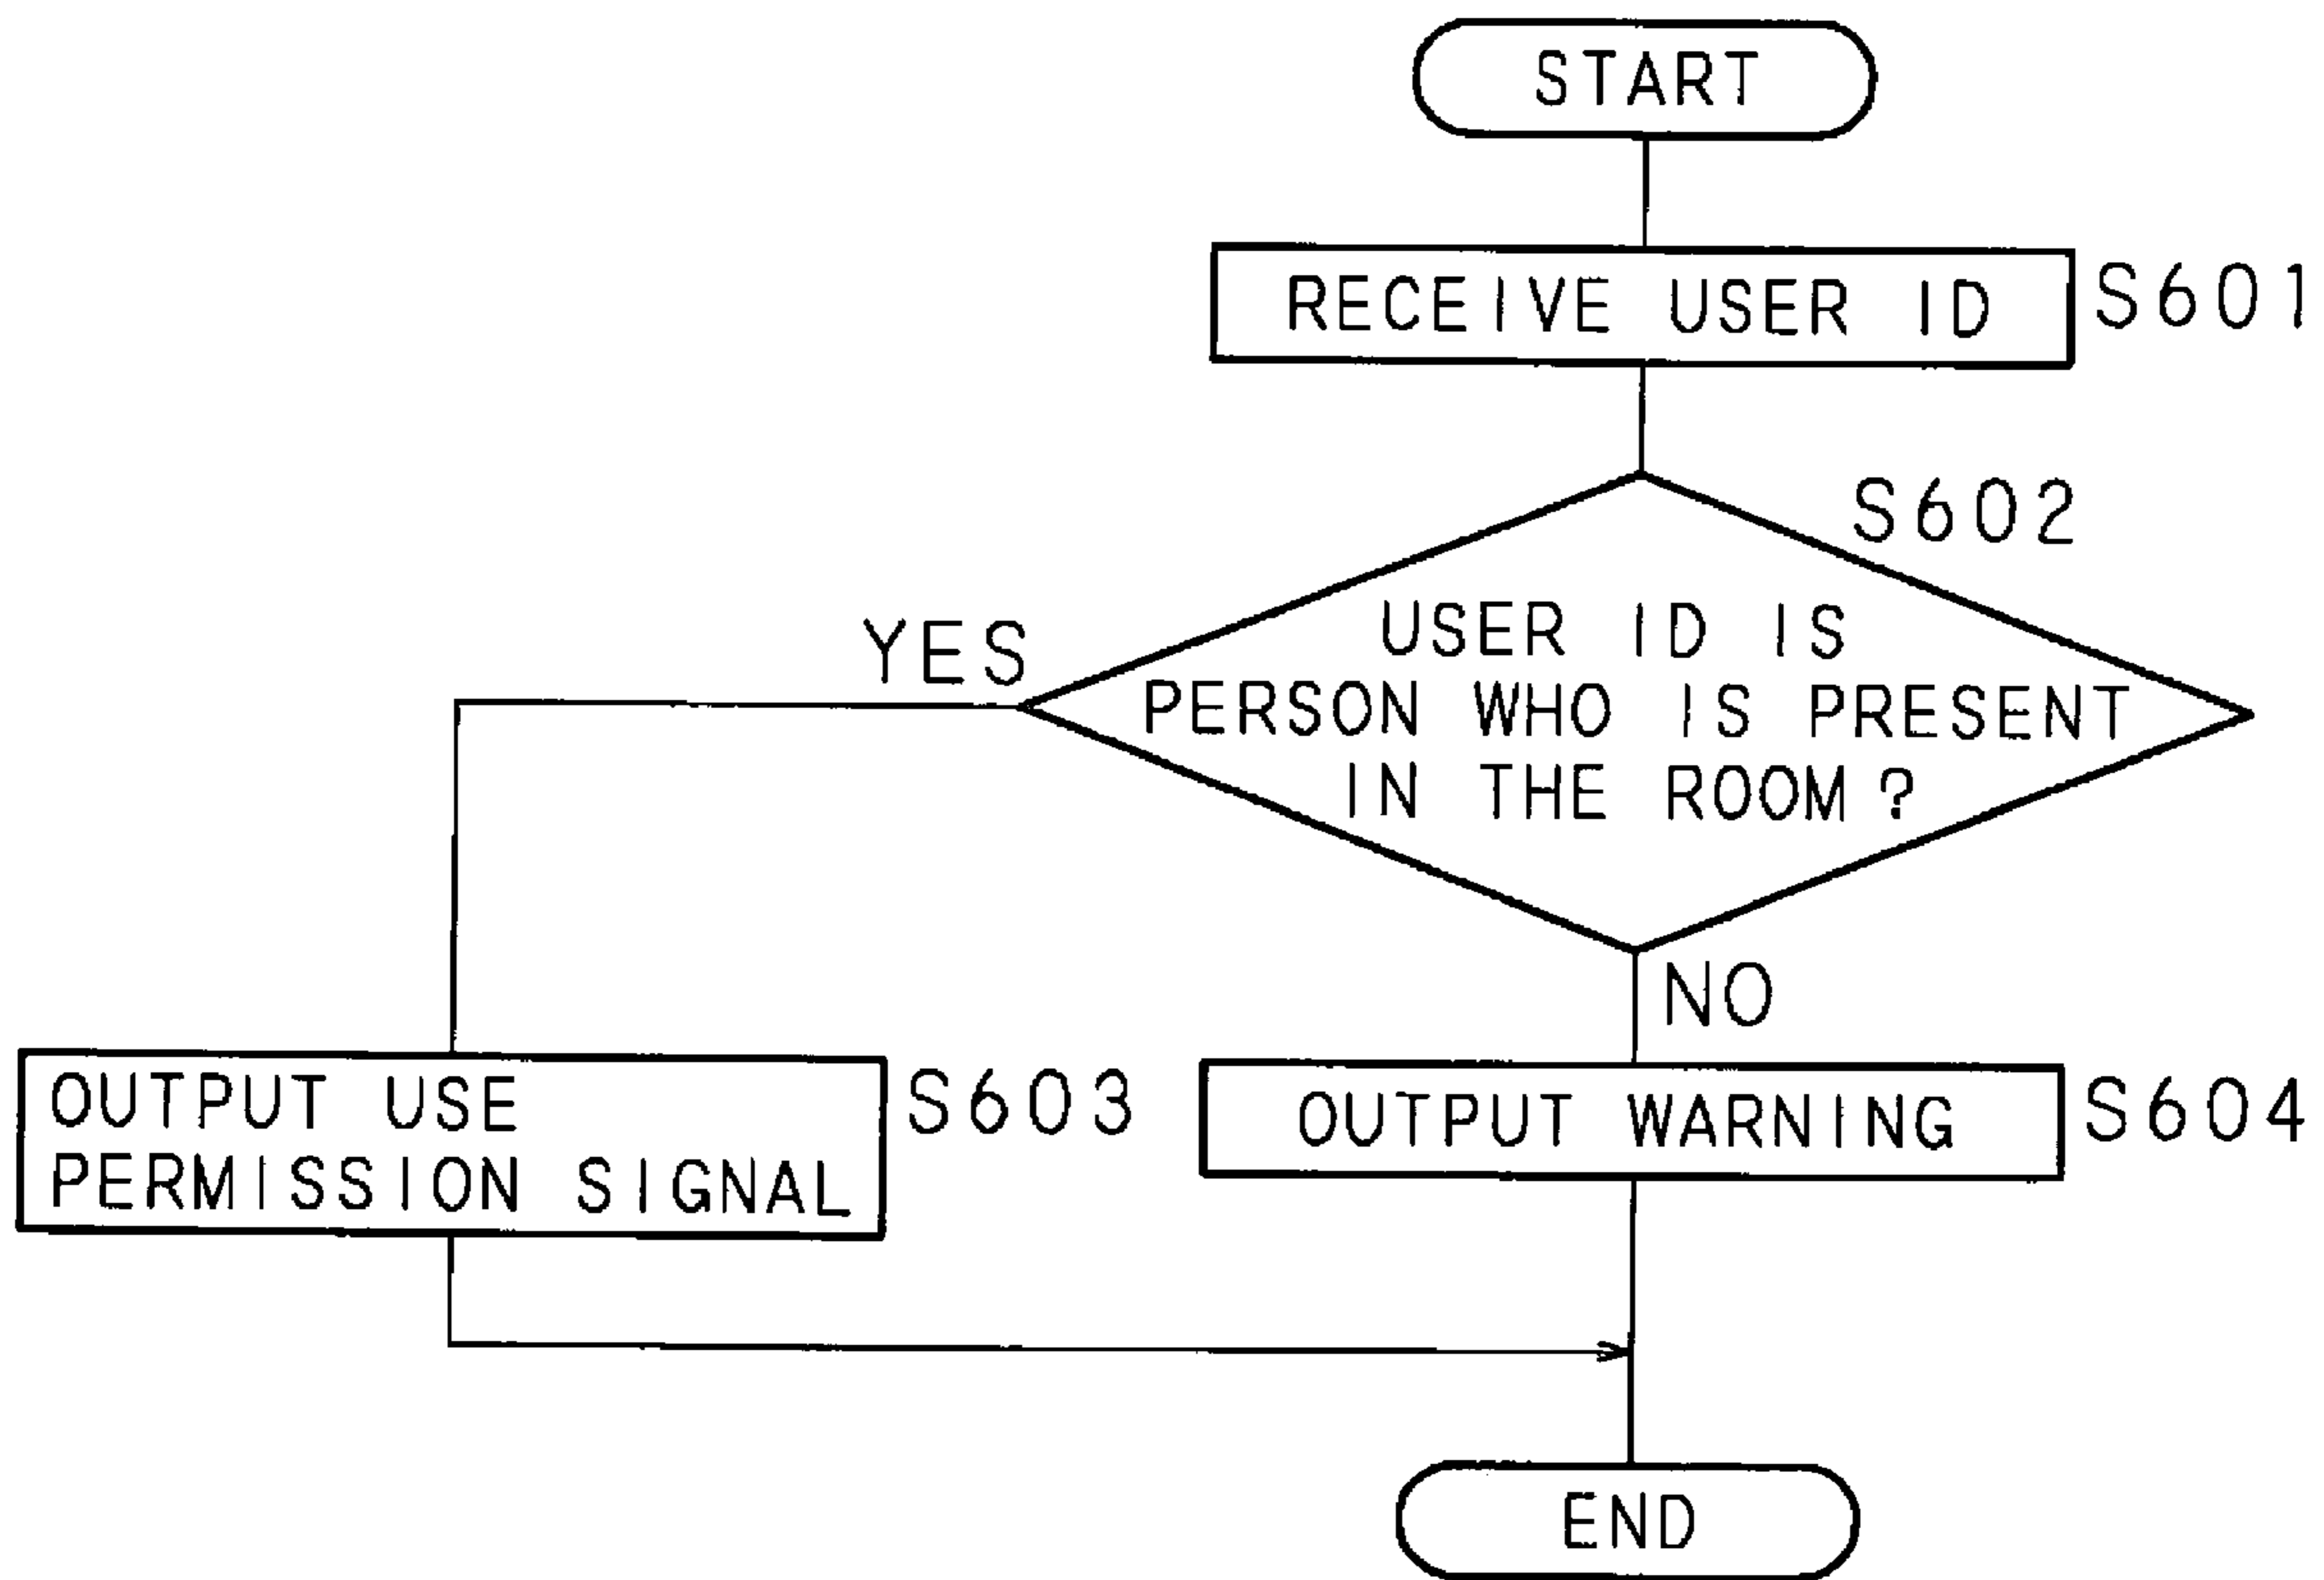 START
RECEIVE USER ID
S601
S602
USER ID IS
PERSON WHO IS PRESENT
IN THE ROOM?
YES
NO
OUTPUT USE
PERMISSION SIGNAL
S603
OUTPUT WARNING
S604
END